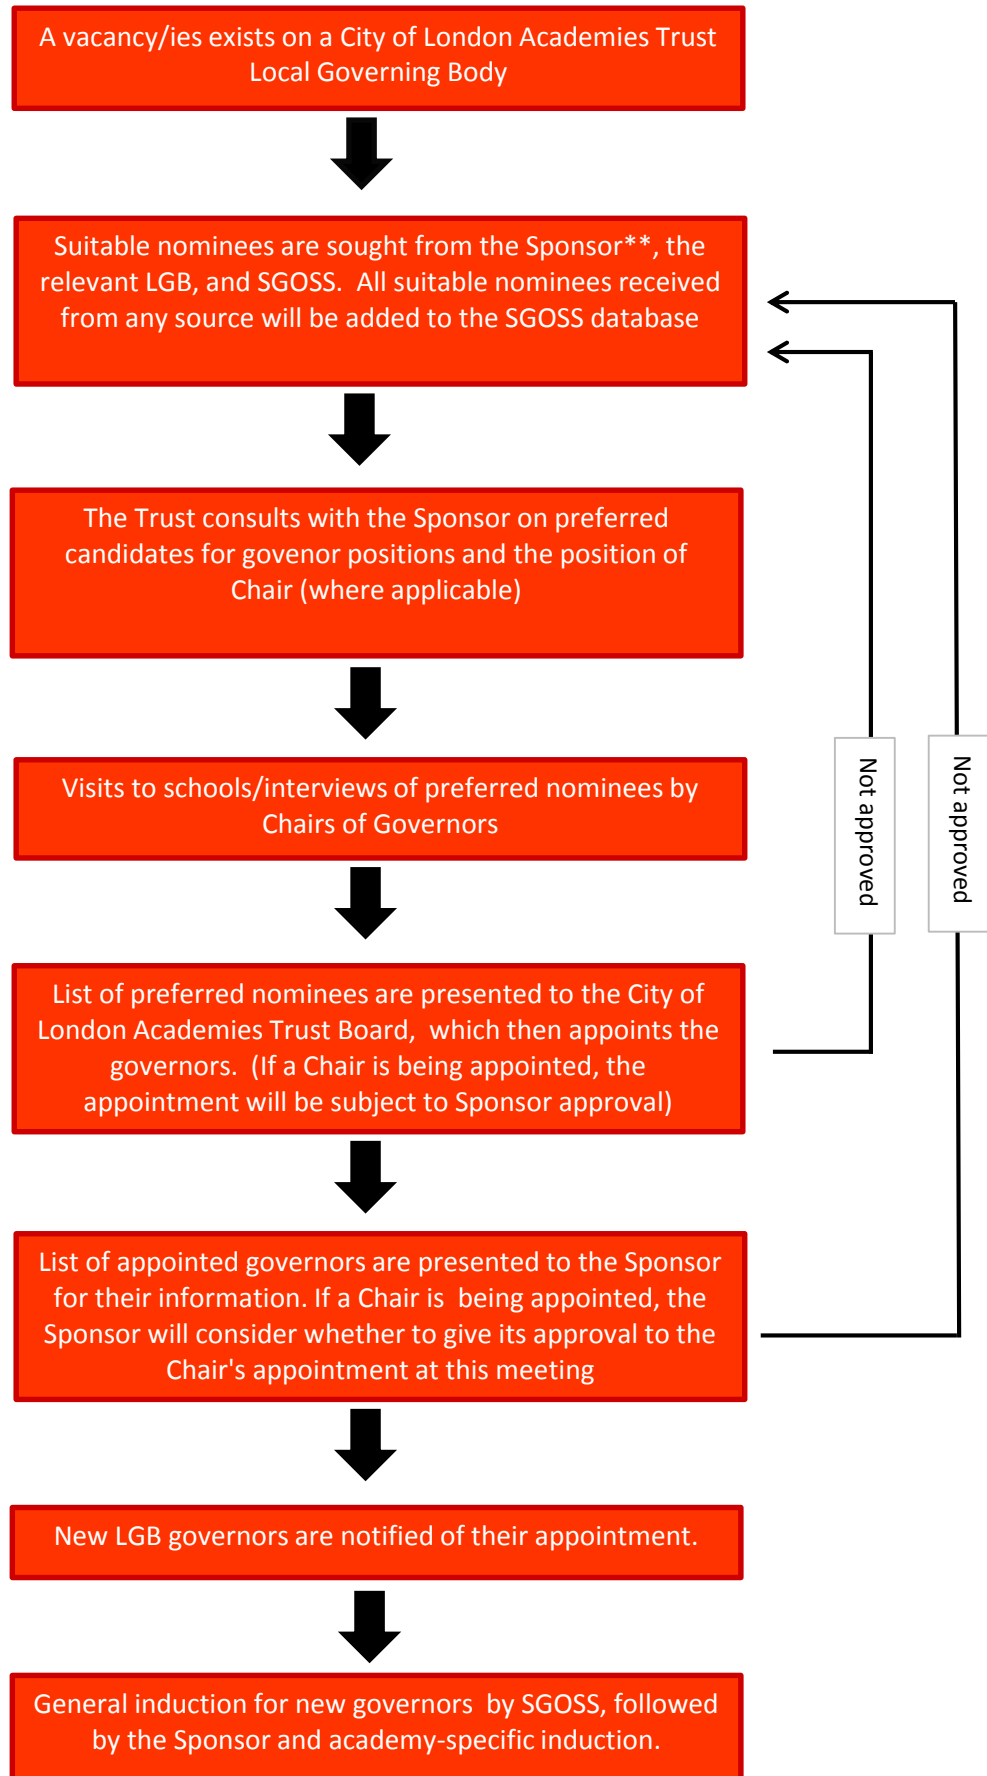 A vacancy/ies exists on a City of London Academies Trust
Local Governing Body
Suitable nominees are sought from the Sponsor**, the
relevant LGB, and SGOSS.  All suitable nominees received
from any source will be added to the SGOSS database
The Trust consults with the Sponsor on preferred
candidates for govenor positions and the position of
Chair (where applicable)
Visits to schools/interviews of preferred nominees by
Chairs of Governors
Not approved
Not approved
List of preferred nominees are presented to the City of
London Academies Trust Board,  which then appoints the
governors.  (If a Chair is being appointed, the
appointment will be subject to Sponsor approval)
List of appointed governors are presented to the Sponsor
for their information. If a Chair is  being appointed, the
Sponsor will consider whether to give its approval to the
Chair's appointment at this meeting
New LGB governors are notified of their appointment.
General induction for new governors  by SGOSS, followed
by the Sponsor and academy-specific induction.